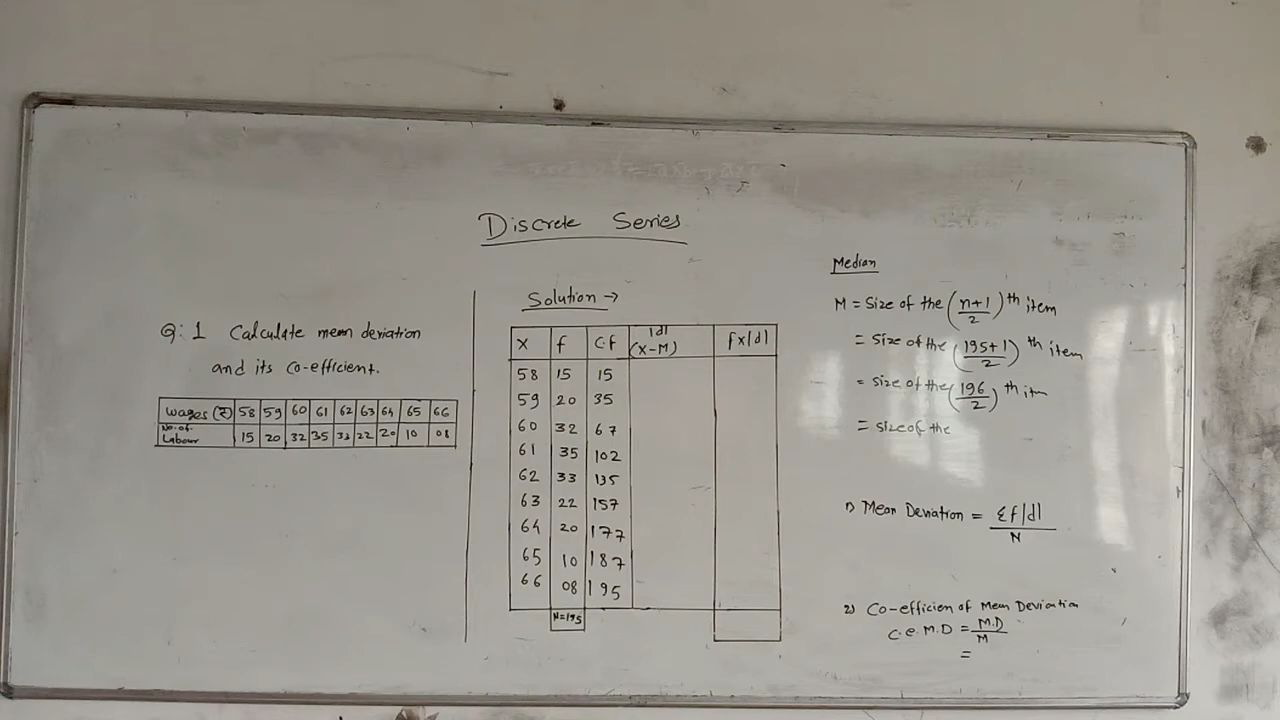 Discrete Series
Q: 1 Calculate mean deviation
and its co-efficient.
Wages (₹) 58 59 60 61 62 63 64 65 66
No. of. Labour 15 20 32 35 33 22 20 10 08
Solution →
X f C.f |d| (X-M) fx|d|
58 15 15
59 20 35
60 32 67
61 35 102
62 33 135
63 22 157
64 20 177
65 10 187
66 08 195
N=195
Median
M = Size of the (n+1/2)th item
= Size of the (195+1/2)th item
= size of the (196/2)th itm
= size of the
1) Mean Deviation = Σf|d|/N
2) Co-efficien of Mean Deviation
C.e. M.D = M.D/M
=